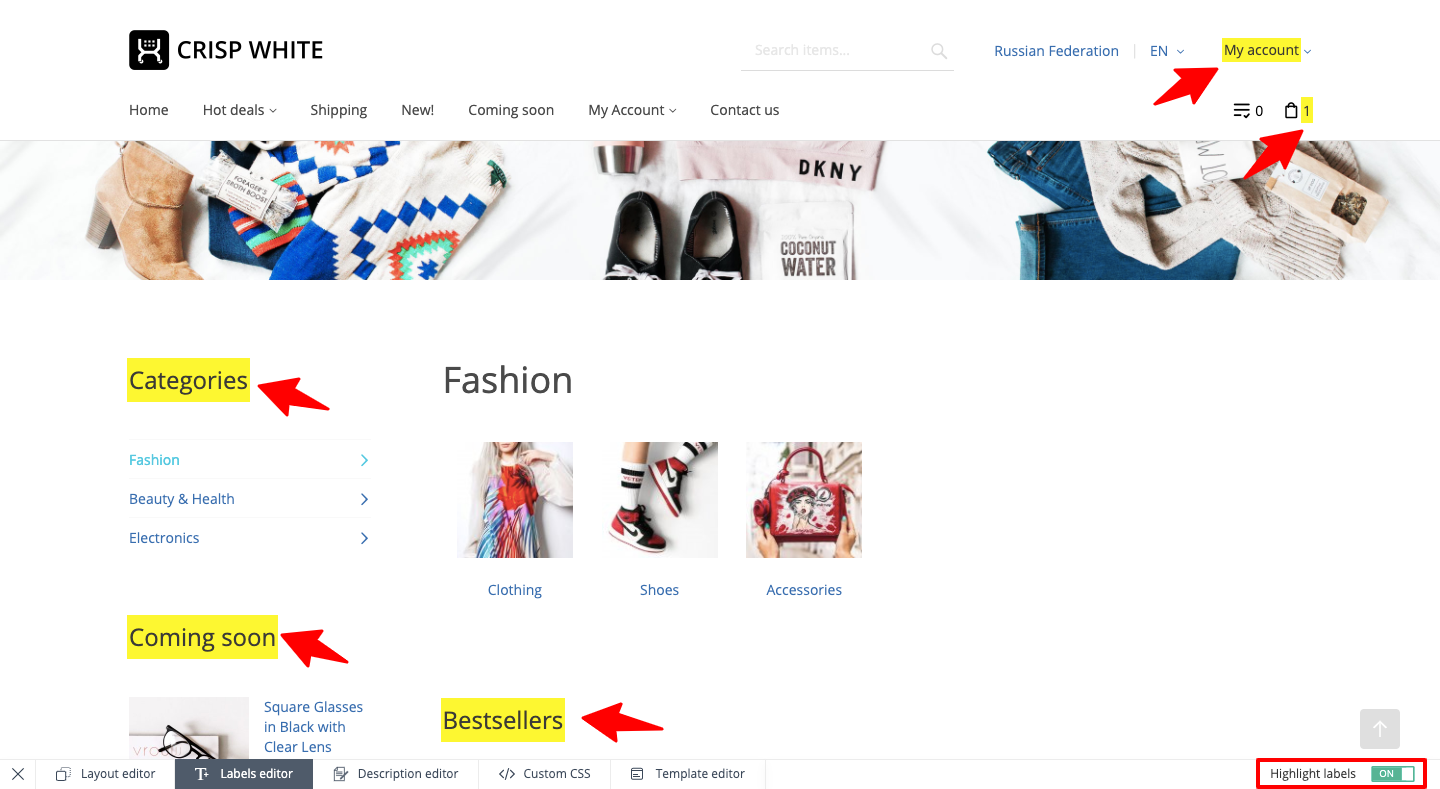 CRISP WHITE
Search items...
Russian Federation
EN
My account
Home
Hot deals
Shipping
New!
Coming soon
My Account
Contact us
0
1
FORAGER'S
BROTH BOOST
DKNY
COCONUT
WATER
Categories
Fashion
Beauty & Health
Electronics
Fashion
Clothing
Shoes
Accessories
Coming soon
Square Glasses
in Black with
Clear Lens
Bestsellers
Layout editor
Labels editor
Description editor
Custom CSS
Template editor
Highlight labels
ON